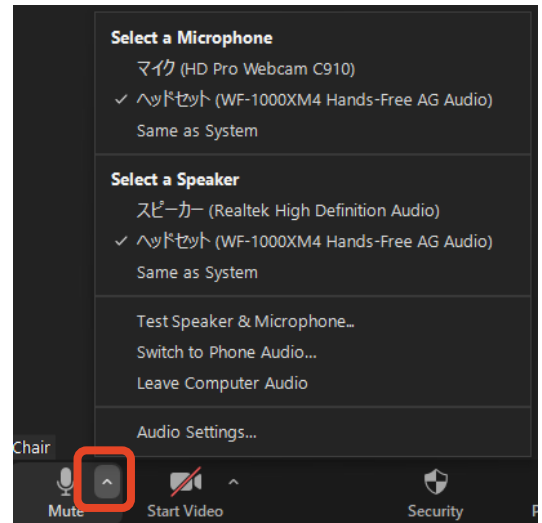 Select a Microphone
マイク (HD Pro Webcam C910)
ヘッドセット (WF-1000XM4 Hands-Free AG Audio)
Same as System
Select a Speaker
スピーカー (Realtek High Definition Audio)
ヘッドセット (WF-1000XM4 Hands-Free AG Audio)
Same as System
Test Speaker & Microphone...
Switch to Phone Audio...
Leave Computer Audio
Audio Settings...
Chair
Mute
Start Video
Security
P